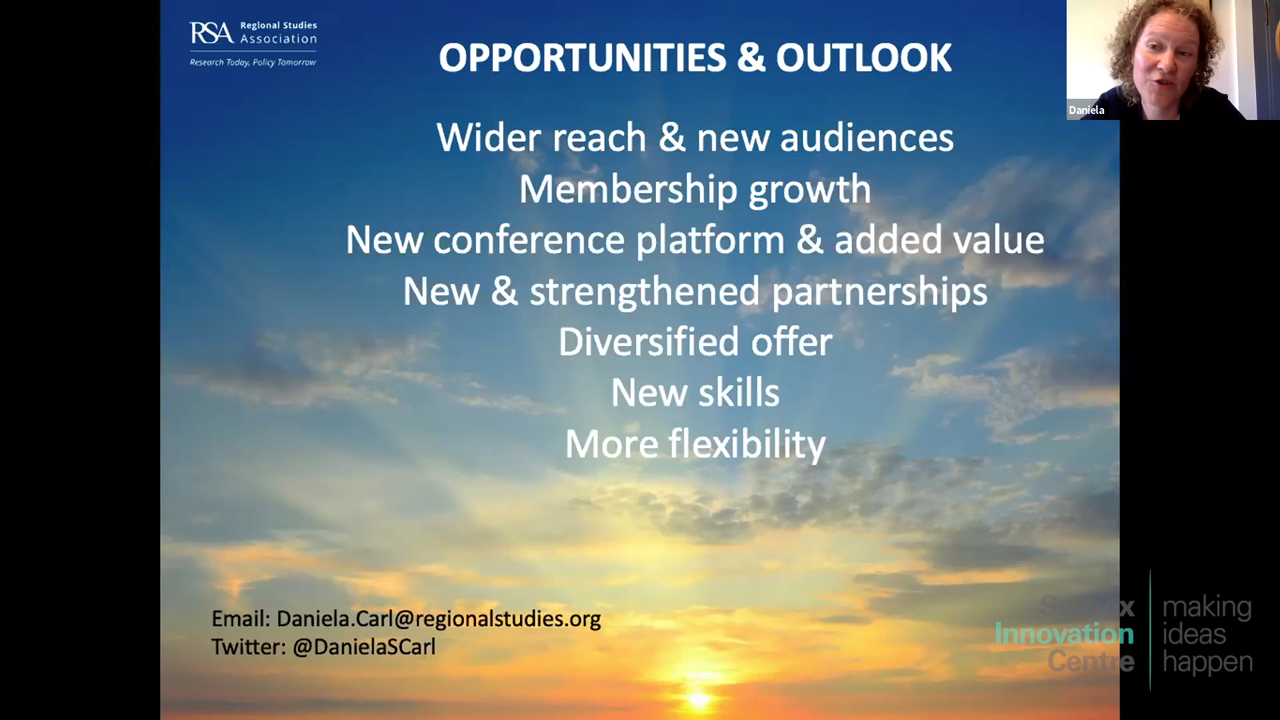 RSA Regional Studies
Association
Research Today, Policy Tomorrow
OPPORTUNITIES & OUTLOOK
Daniela
Wider reach & new audiences
Membership growth
New conference platform & added value
New & strengthened partnerships
Diversified offer
New skills
More flexibility
Email: Daniela.Carl@regionalstudies.org
Twitter: @DanielaSCarl
Sussex
Innovation
Centre
making
ideas
happen